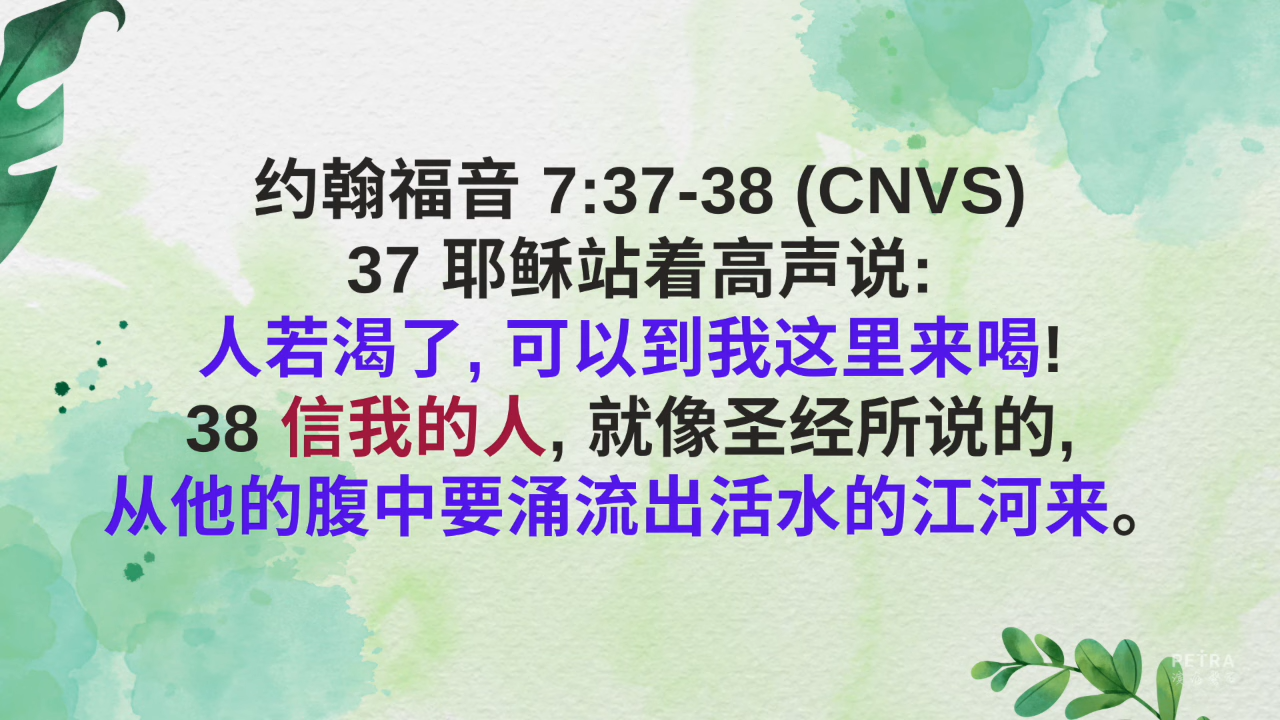 约翰福音 7:37-38 (CNVS)
37 耶稣站着高声说:
人若渴了, 可以到我这里来喝!
38 信我的人, 就像圣经所说的,
从他的腹中要涌流出活水的江河来。
PETRA